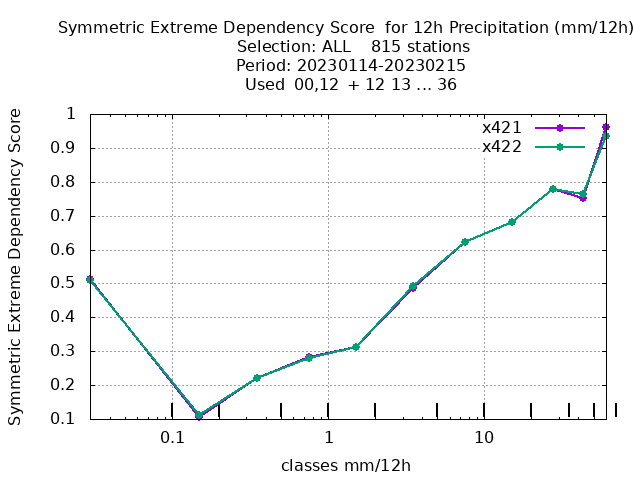 Symmetric Extreme Dependency Score  for 12h Precipitation (mm/12h)
Selection: ALL    815 stations
Period: 20230114-20230215
Used  00,12  + 12 13 ... 36
Symmetric Extreme Dependency Score
1
0.9
0.8
0.7
0.6
0.5
0.4
0.3
0.2
0.1
x421
x422
0.1
1
10
classes mm/12h